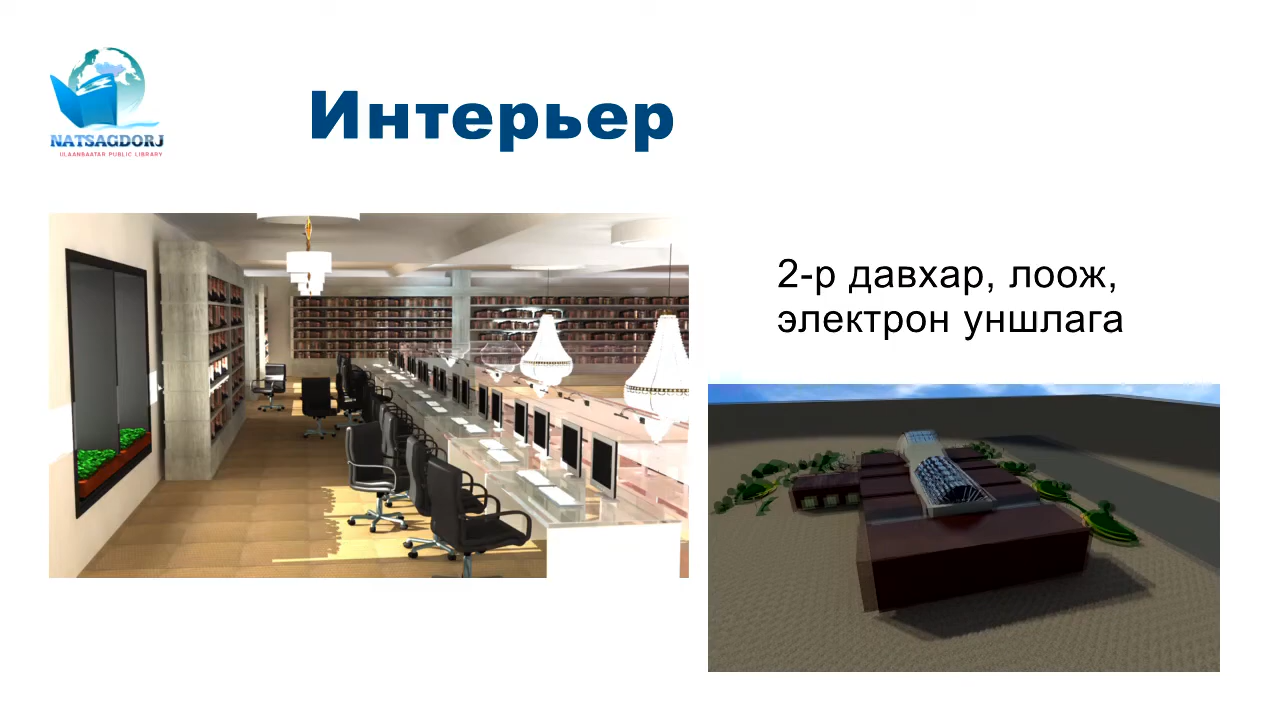 NATSAGDORJ
ULAANBAATAR PUBLIC LIBRARY
Интерьер
2-р давхар, лоож,
электрон уншлага